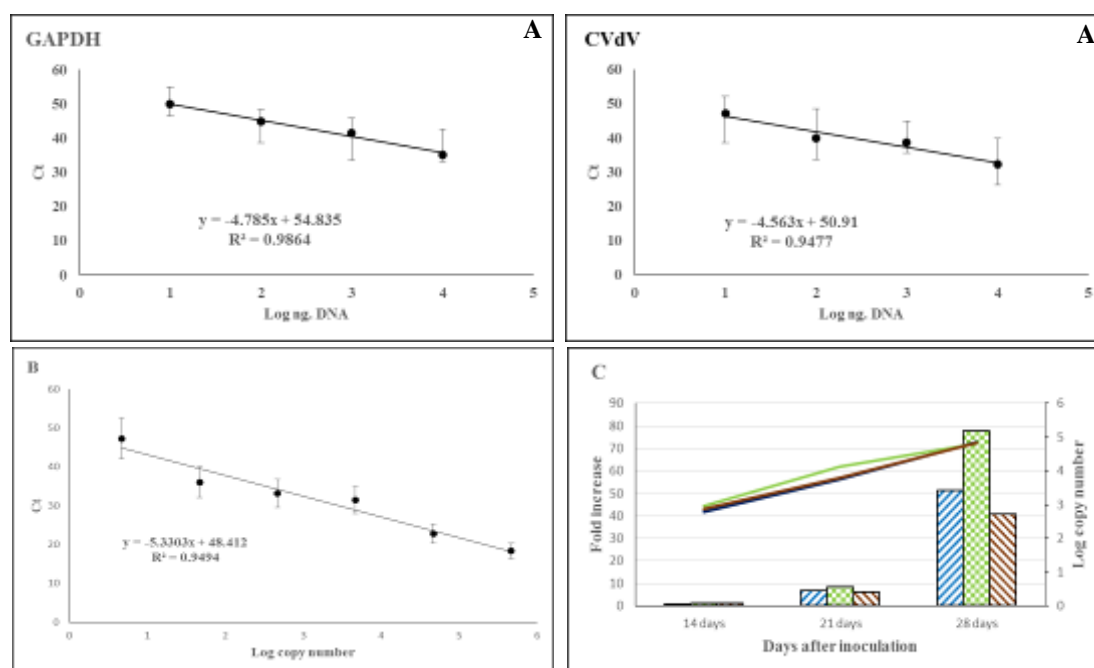 GAPDH
A
60
50
40
30
20
10
0
Ct
y = -4.785x + 54.835
R² = 0.9864
0 1 2 3 4 5
Log ng. DNA
CVdV
A
60
50
40
30
20
10
0
Ct
y = -4.563x + 50.91
R² = 0.9477
0 1 2 3 4 5
Log ng. DNA
B
60
50
40
30
20
10
0
Ct
y = -5.3303x + 48.412
R² = 0.9494
0 1 2 3 4 5 6
Log copy number
C
90
80
70
60
50
40
30
20
10
0
Fold increase
6
5
4
3
2
1
0
Log copy number
14 days 21 days 28 days
Days after inoculation